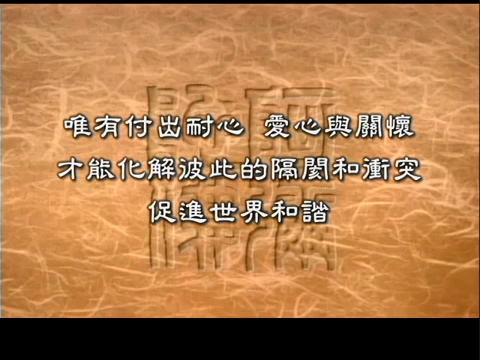 唯有付出耐心 愛心與關懷
才能化解彼此的隔閡和衝突
促進世界和諧